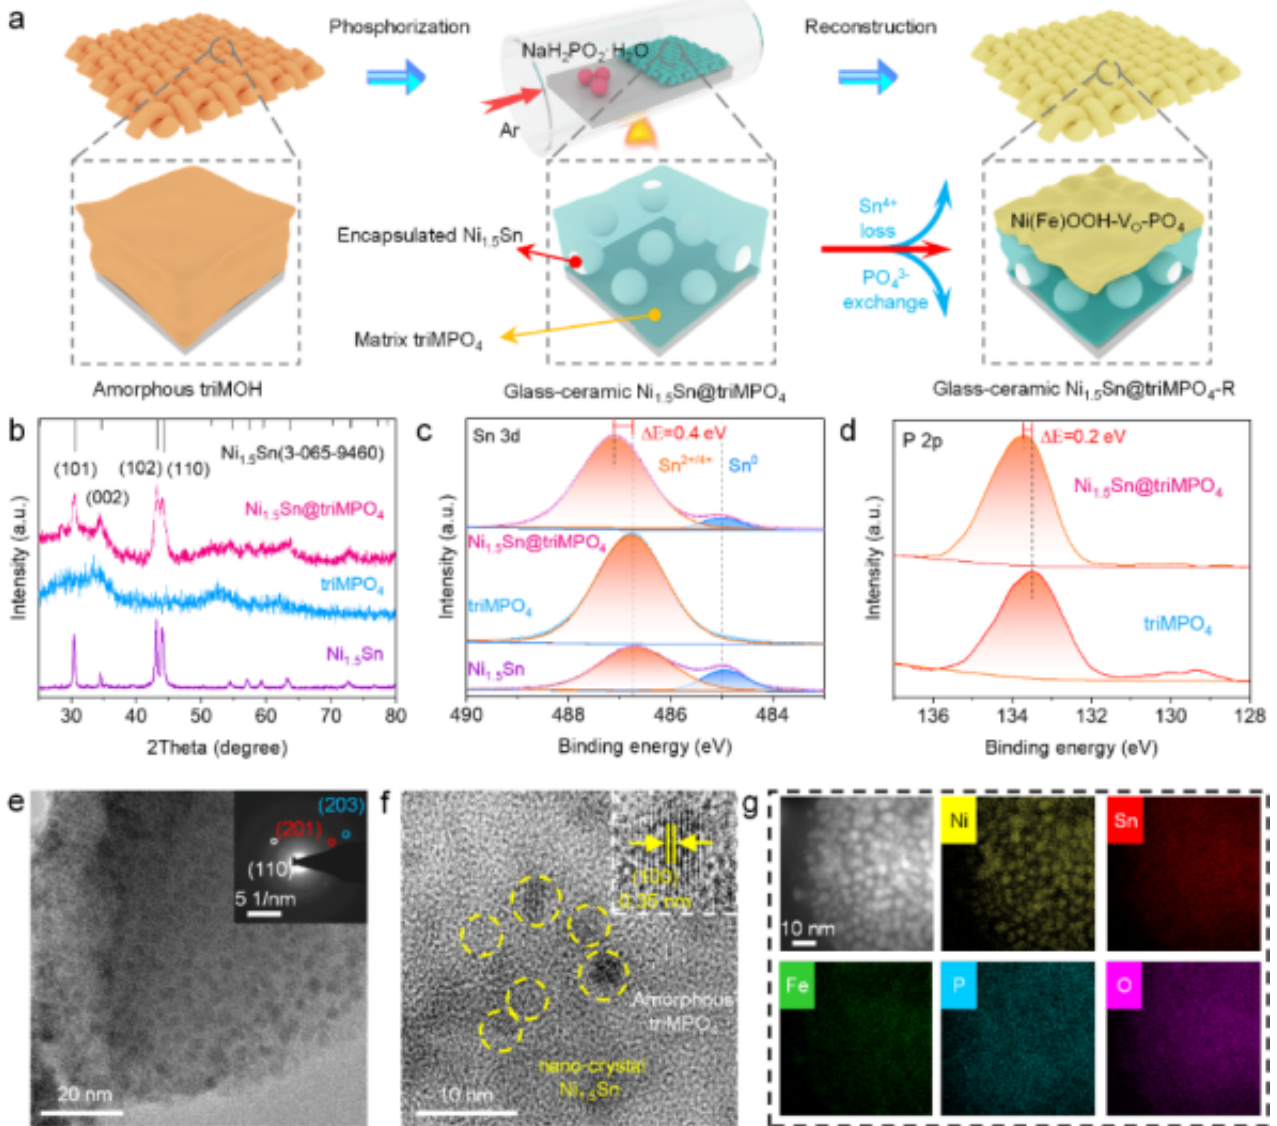 a
Phosphorization
Reconstruction
NaH₂PO₂·H₂O
Ar
Encapsulated Ni₁.₅Sn
Matrix triMPO₄
Sn⁴⁺
loss
PO₄³⁻
exchange
Ni(Fe)OOH-V₀-PO₄
Amorphous triMOH
Glass-ceramic Ni₁.₅Sn@triMPO₄
Glass-ceramic Ni₁.₅Sn@triMPO₄-R
b
Ni₁.₅Sn(3-065-9460)
(101)
(002)
(102)
(110)
Ni₁.₅Sn@triMPO₄
triMPO₄
Ni₁.₅Sn
Intensity (a.u.)
30 40 50 60 70 80
2Theta (degree)
c
Sn 3d
ΔE=0.4 eV
Sn²⁺/⁴⁺
Sn⁰
Ni₁.₅Sn@triMPO₄
triMPO₄
Ni₁.₅Sn
Intensity (a.u.)
490 488 486 484
Binding energy (eV)
d
P 2p
ΔE=0.2 eV
Ni₁.₅Sn@triMPO₄
triMPO₄
Intensity (a.u.)
136 134 132 130 128
Binding energy (eV)
e
(203)
(201)
(110)
5 1/nm
20 nm
f
(100)
0.35 nm
Amorphous
triMPO₄
nano-crystal
Ni₁.₅Sn
10 nm
g
10 nm
Ni
Sn
Fe
P
O